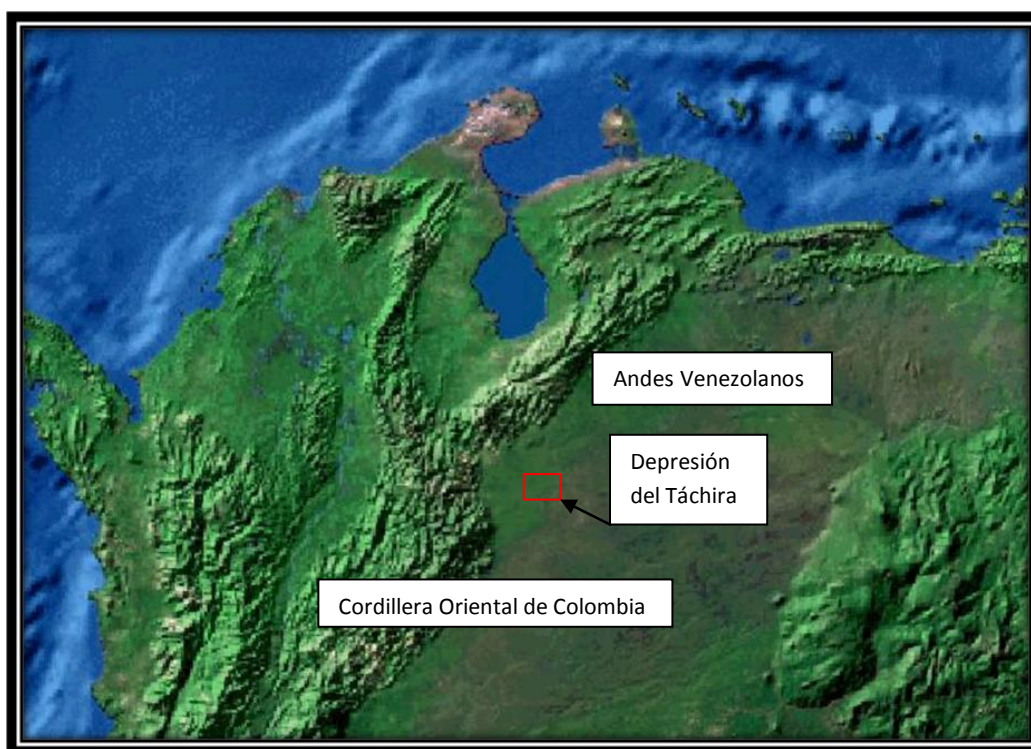 Andes Venezolanos
Depresión
del Táchira
Cordillera Oriental de Colombia